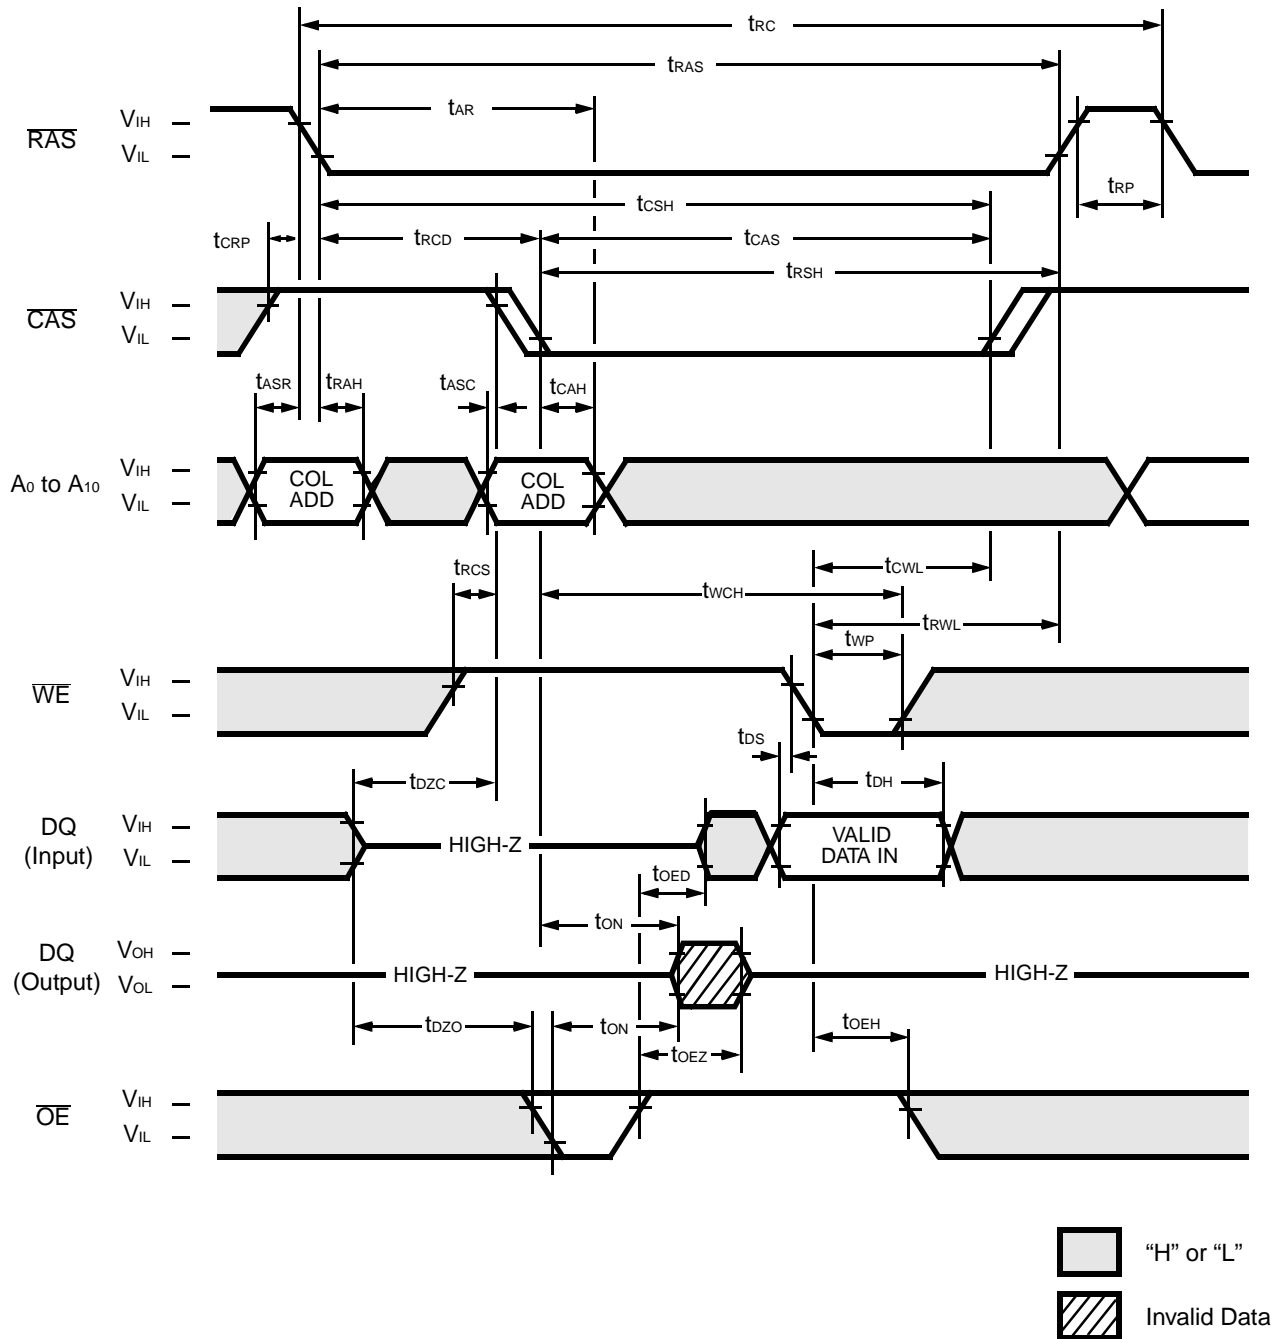 tRC
tRAS
tAR
RAS
VIH
VIL
tRP
tCSH
tCRP
tRCD
tCAS
tRSH
CAS
VIH
VIL
tASR
tRAH
tASC
tCAH
A0 to A10
VIH
VIL
COL
ADD
COL
ADD
tRCS
tCWL
tWCH
tRWL
tWP
WE
VIH
VIL
tDS
tDZC
tDH
DQ
(Input)
VIH
VIL
HIGH-Z
VALID
DATA IN
tOED
tON
DQ
(Output)
VOH
VOL
HIGH-Z
HIGH-Z
tDZO
tON
tOEZ
tOEH
OE
VIH
VIL
“H” or “L”
Invalid Data